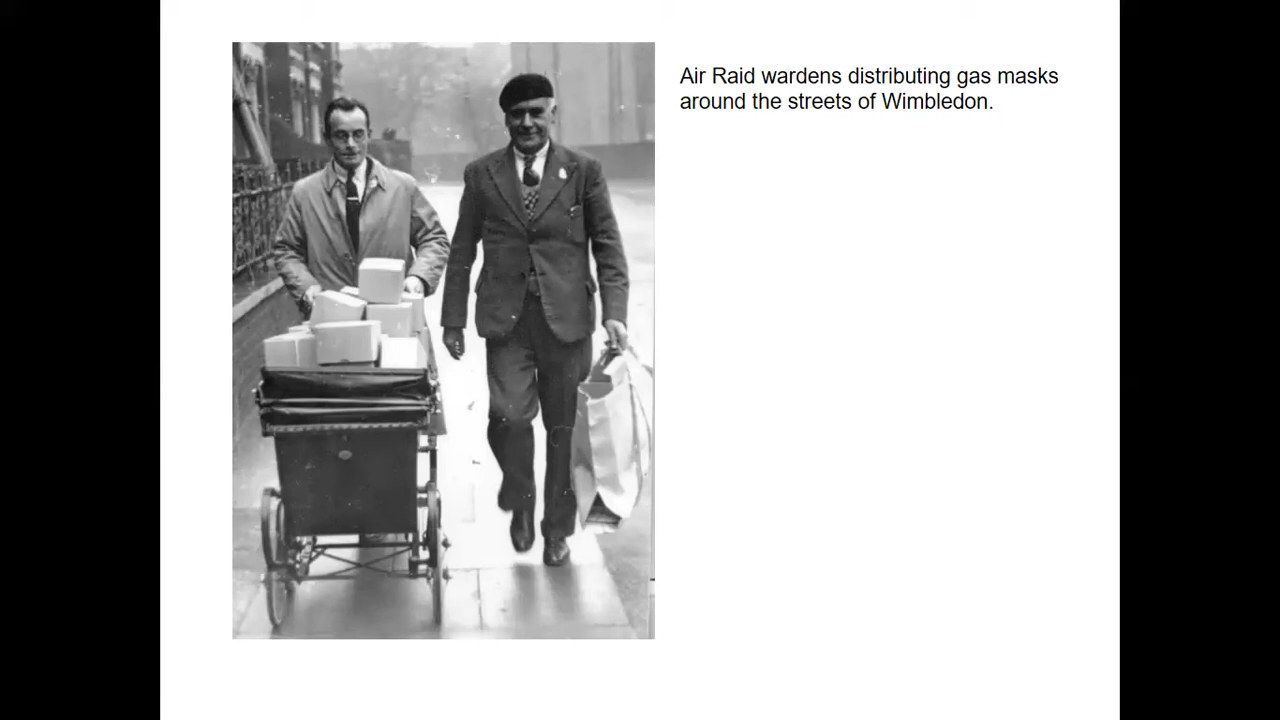 Air Raid wardens distributing gas masks
around the streets of Wimbledon.